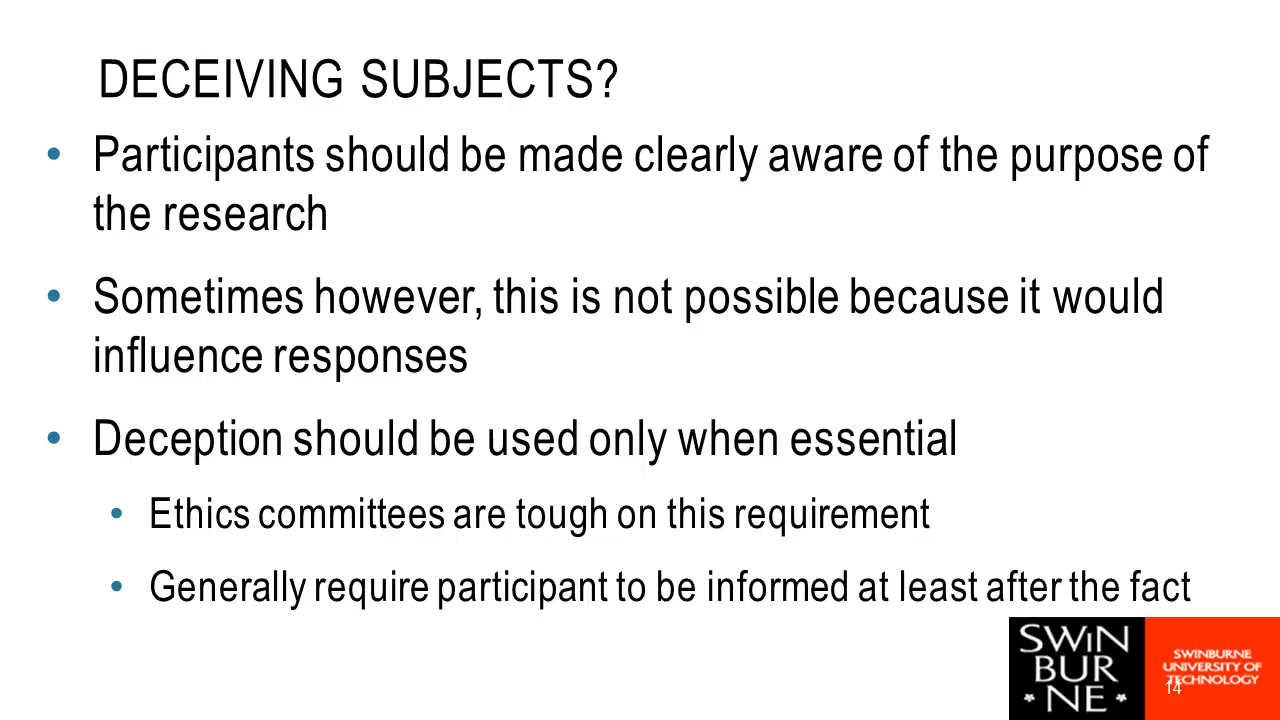 DECEIVING SUBJECTS?
• Participants should be made clearly aware of the purpose of
the research
• Sometimes however, this is not possible because it would
influence responses
• Deception should be used only when essential
• Ethics committees are tough on this requirement
• Generally require participant to be informed at least after the fact
SWIN
BUR
* NE *
SWINBURNE
UNIVERSITY OF
TECHNOLOGY
14